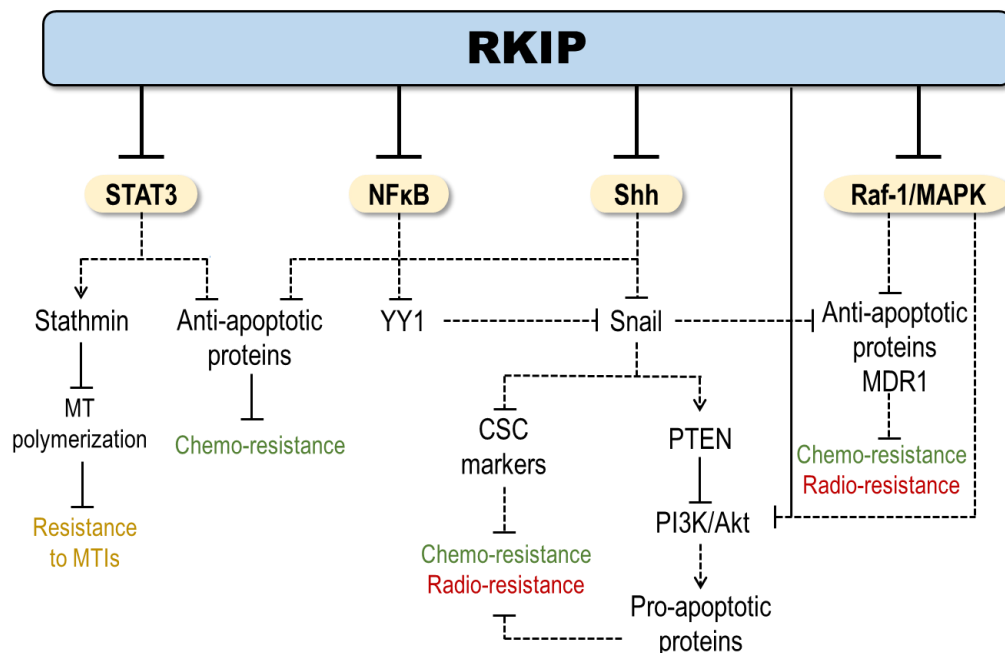 RKIP
STAT3
NFκB
Shh
Raf-1/MAPK
Stathmin
Anti-apoptotic
proteins
YY1
Snail
Anti-apoptotic
proteins
MDR1
MT
polymerization
Chemo-resistance
CSC
markers
PTEN
Chemo-resistance
Radio-resistance
Resistance
to MTIs
PI3K/Akt
Chemo-resistance
Radio-resistance
Pro-apoptotic
proteins